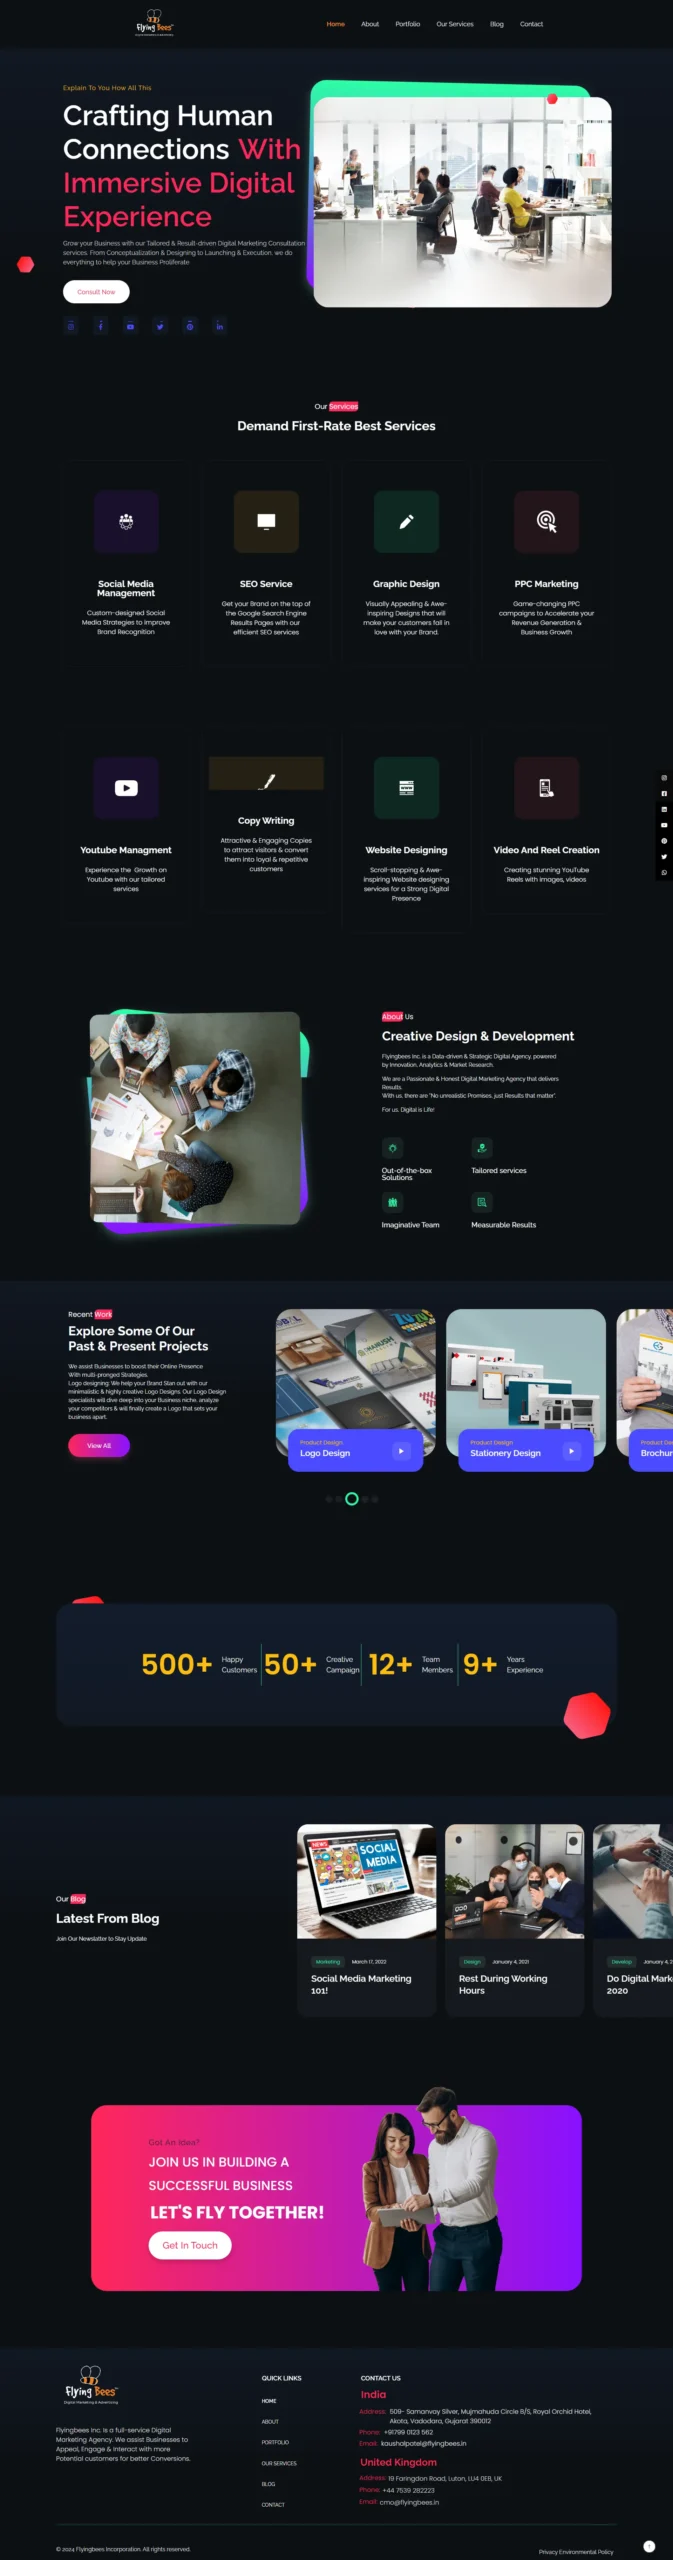 Flying Bees™
Home
About
Portfolio
Our Services
Blog
Contact
Explain To You How All This
Crafting Human
Connections With
Immersive Digital
Experience
Grow your Business with our Tailored & Result-driven Digital Marketing Consultation
services. From Conceptualization & Designing to Launching & Execution, we do
everything to help your Business Proliferate
Consult Now
Our Services
Demand First-Rate Best Services
Social Media
Management
Custom-designed Social
Media Strategies to Improve
Brand Recognition
SEO Service
Get your Brand on the top of
the Google Search Engine
Results Pages with our
efficient SEO services
Graphic Design
Visually Appealing & Awe-
inspiring Designs that will
make your customers fall in
love with your Brand.
PPC Marketing
Game-changing PPC
campaigns to Accelerate your
Revenue Generation &
Business Growth
Youtube Managment
Experience the Growth on
Youtube with our tailored
services
Copy Writing
Attractive & Engaging Copies
to attract visitors & convert
them into loyal & repetitive
customers
Website Designing
Scroll-stopping & Awe-
inspiring Website designing
services for a Strong Digital
Presence
Video And Reel Creation
Creating stunning YouTube
Reels with images, videos
About Us
Creative Design & Development
Flyingbees Inc. is a Data-driven & Strategic Digital Agency, powered
by Innovation, Analytics & Market Research.
We are a Passionate & Honest Digital Marketing Agency that delivers
Results.
With us, there are "No unrealistic Promises, just Results that matter".
For us, Digital is Life!
Out-of-the-box
Solutions
Tailored services
Imaginative Team
Measurable Results
Recent Work
Explore Some Of Our
Past & Present Projects
We assist Businesses to boost their Online Presence
With multi-pronged Strategies.
Logo designing: We help your Brand Stan out with our
minimalistic & highly creative Logo Designs. Our Logo Design
specialists will dive deep into your Business niche, analyze
your competitors & will finally create a Logo that sets your
business apart.
View All
Product Design
Logo Design
Product Design
Stationery Design
Product Des
Brochur
500+
Happy
Customers
50+
Creative
Campaign
12+
Team
Members
9+
Years
Experience
Our Blog
Latest From Blog
Join Our Newsletter to Stay Update
NEWS
SOCIAL
MEDIA
Marketing
March 17, 2022
Social Media Marketing
101!
Design
January 4, 2021
Rest During Working
Hours
Develop
January 4, 2
Do Digital Mark
2020
Got An Idea?
JOIN US IN BUILDING A
SUCCESSFUL BUSINESS
LET'S FLY TOGETHER!
Get In Touch
Flying Bees™
Digital Marketing & Advertising
Flyingbees Inc. is a full-service Digital
Marketing Agency. We assist Businesses to
Appeal, Engage & Interact with more
Potential customers for better Conversions.
QUICK LINKS
HOME
ABOUT
PORTFOLIO
OUR SERVICES
BLOG
CONTACT
CONTACT US
India
Address: 509- Samanvay Silver, Mujmahuda Circle B/S, Royal Orchid Hotel,
Akota, Vadodara, Gujarat 390012
Phone: +91799 0123 562
Email: kaushalpatel@flyingbees.in
United Kingdom
Address: 19 Faringdon Road, Luton, LU4 0EB, UK
Phone: +44 7539 282223
Email: cmo@flyingbees.in
© 2024 Flyingbees Incorporation. All rights reserved.
Privacy Environmental Policy